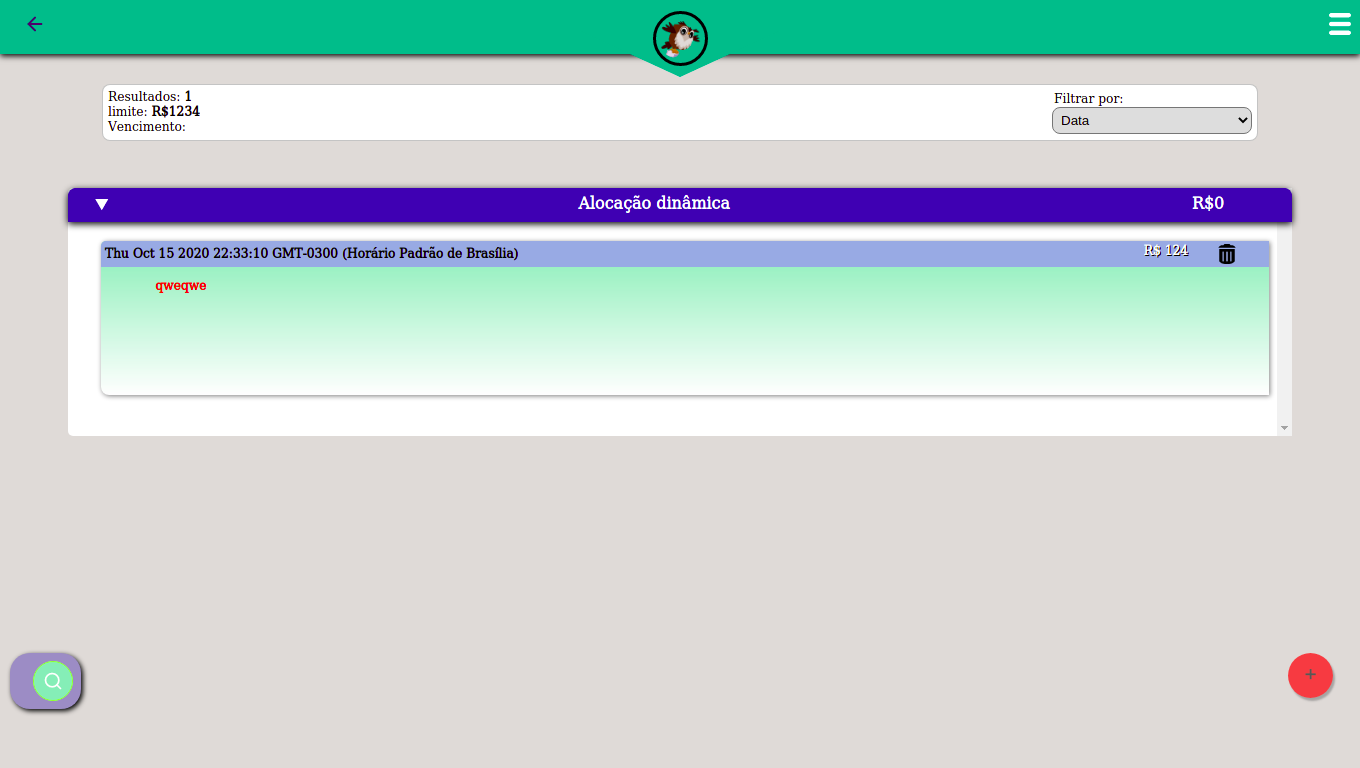 Resultados: 1
limite: R$1234
Vencimento:
Filtrar por:
Data
Alocação dinâmica R$0
Thu Oct 15 2020 22:33:10 GMT-0300 (Horário Padrão de Brasília) R$ 124
qweqwe
+